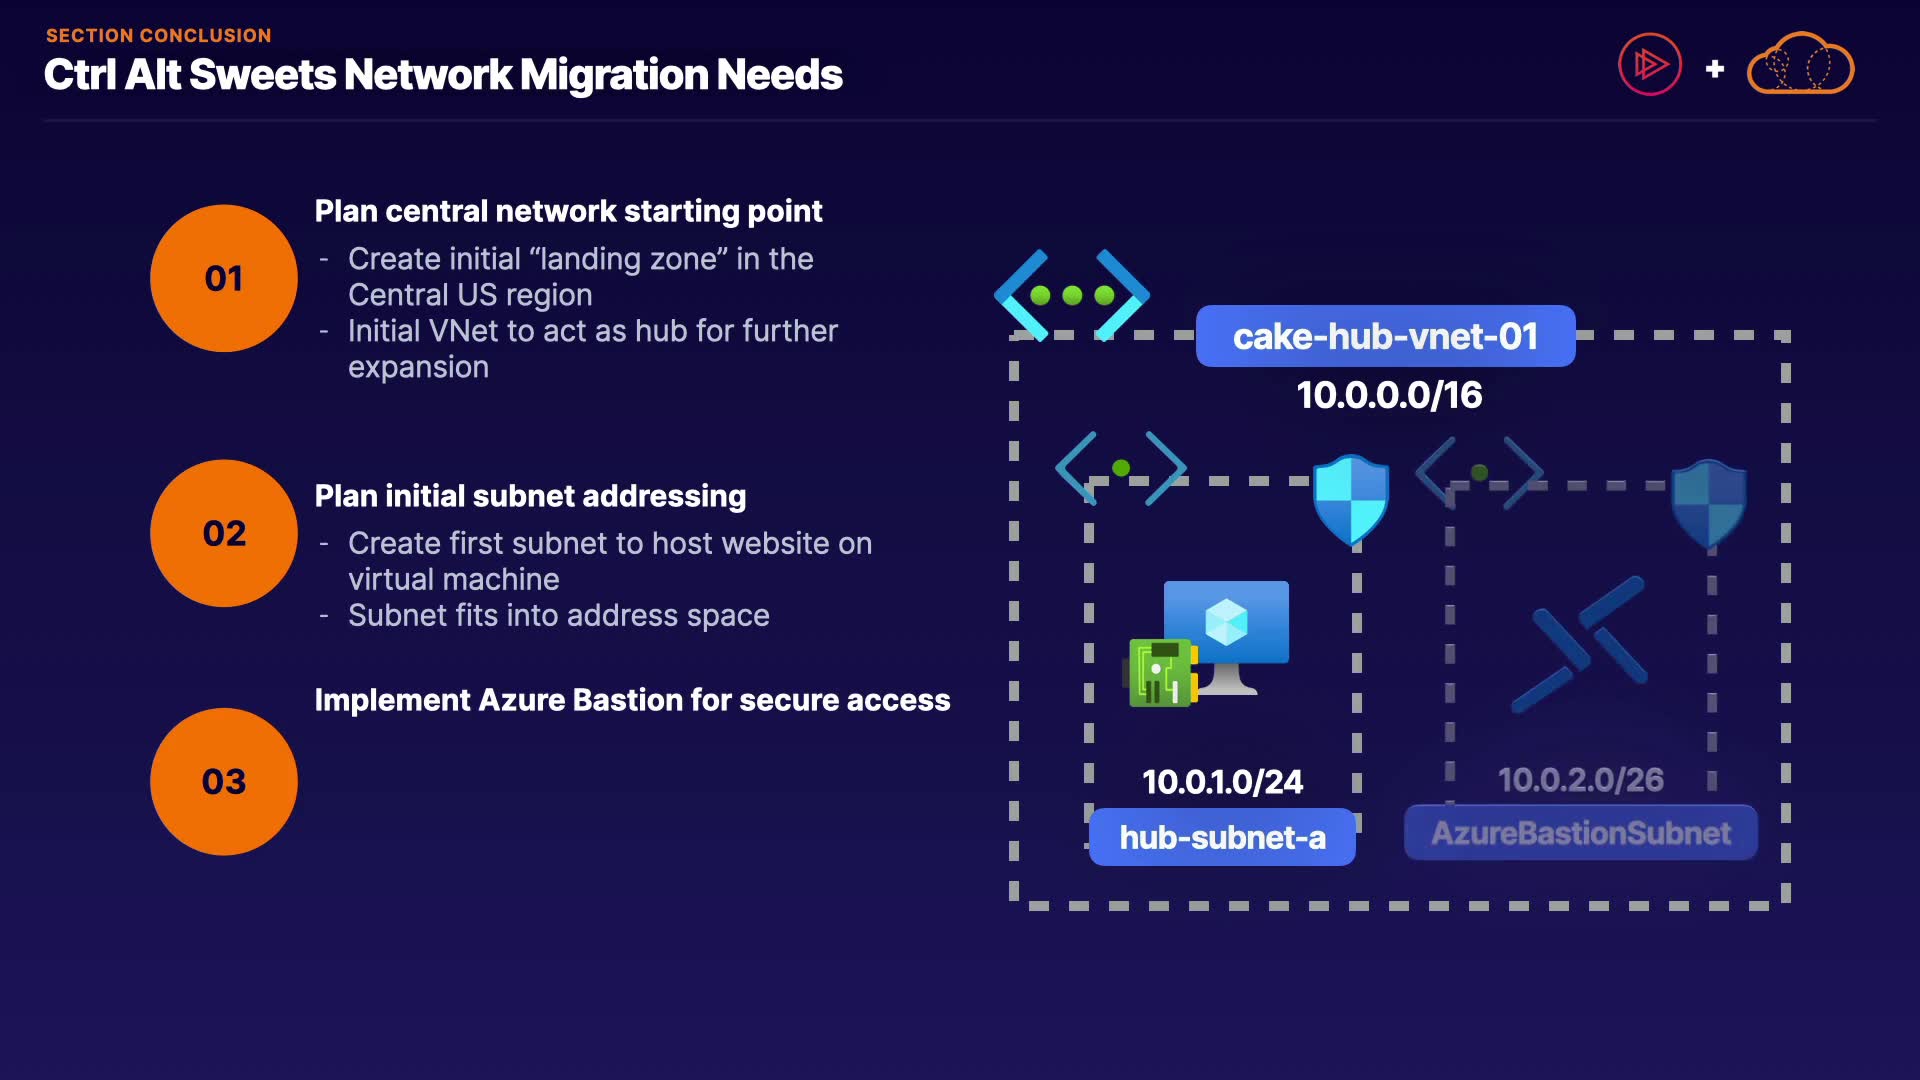 SECTION CONCLUSION
Ctrl Alt Sweets Network Migration Needs
01
Plan central network starting point
- Create initial “landing zone” in the
Central US region
- Initial VNet to act as hub for further
expansion
02
Plan initial subnet addressing
- Create first subnet to host website on
virtual machine
- Subnet fits into address space
03
Implement Azure Bastion for secure access
cake-hub-vnet-01
10.0.0.0/16
10.0.1.0/24
hub-subnet-a
10.0.2.0/26
AzureBastionSubnet